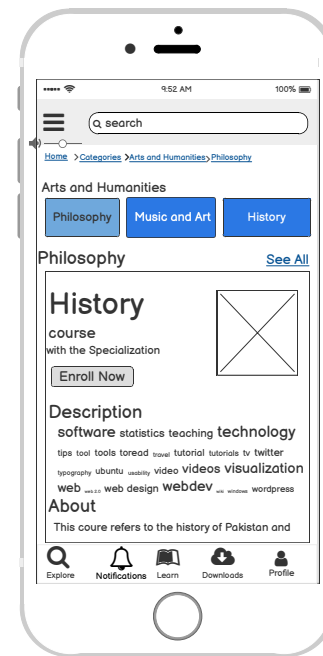 9:52 AM 100%
search
Home >Categories >Arts and Humanities> Philosophy
Arts and Humanities
Philosophy Music and Art History
Philosophy See All
History
course
with the Specialization
Enroll Now
Description
software statistics teaching technology
tips tool tools toread travel tutorial tutorials tv twitter
typography ubuntu usability video videos visualization
web web 2.0 web design webdev wiki windows wordpress
About
This coure refers to the history of Pakistan and
Explore Notifications Learn Downloads Profile